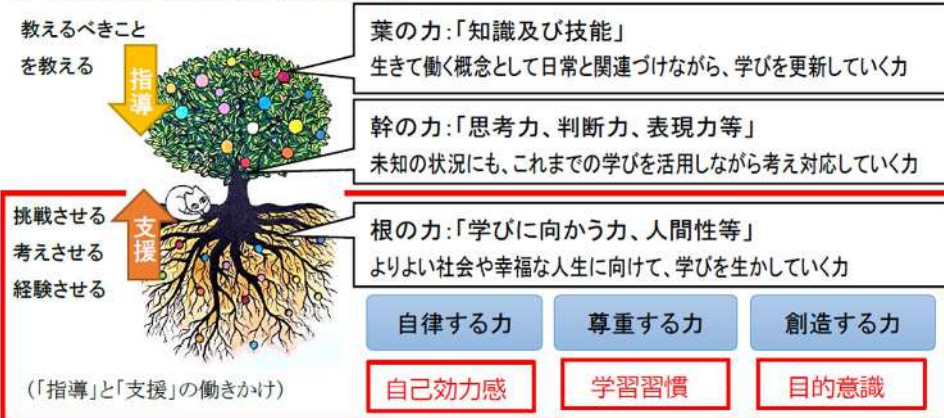 教えるべきこと
を教える
指導
葉の力：「知識及び技能」
生きて働く概念として日常と関連づけながら、学びを更新していく力
幹の力：「思考力、判断力、表現力等」
未知の状況にも、これまでの学びを活用しながら考え対応していく力
挑戦させる
考えさせる
経験させる
支援
根の力：「学びに向かう力、人間性等」
よりよい社会や幸福な人生に向けて、学びを生かしていく力
自律する力
尊重する力
創造する力
自己効力感
学習習慣
目的意識
（「指導」と「支援」の働きかけ）